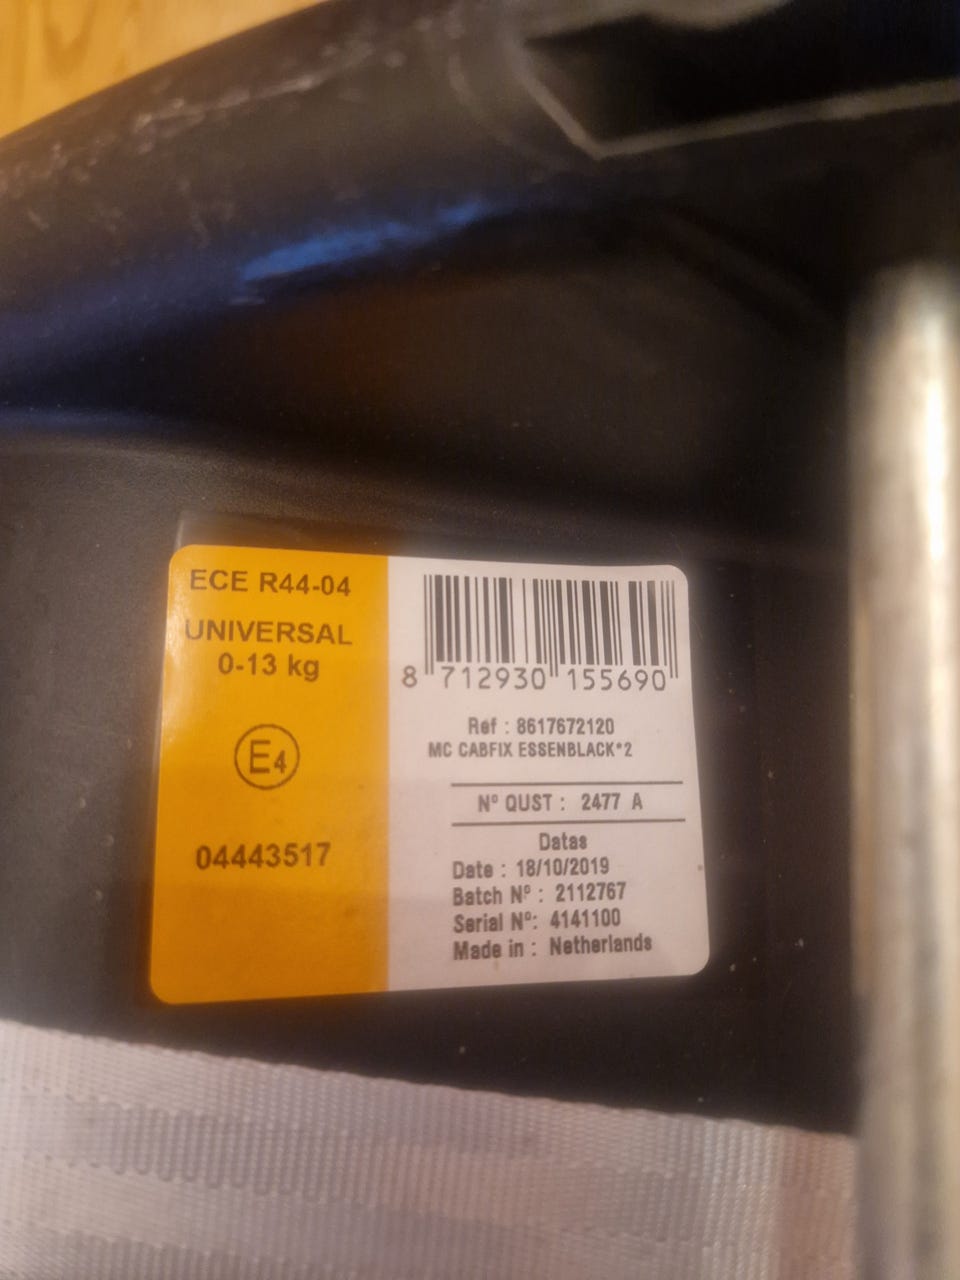 ECE R44-04
UNIVERSAL
0-13 kg
E4
04443517
8 712930 155690
Ref : 8617672120
MC CABFIX ESSENBLACK*2
Nº QUST : 2477 A
Datas
Date : 18/10/2019
Batch Nº : 2112767
Serial Nº: 4141100
Made in : Netherlands